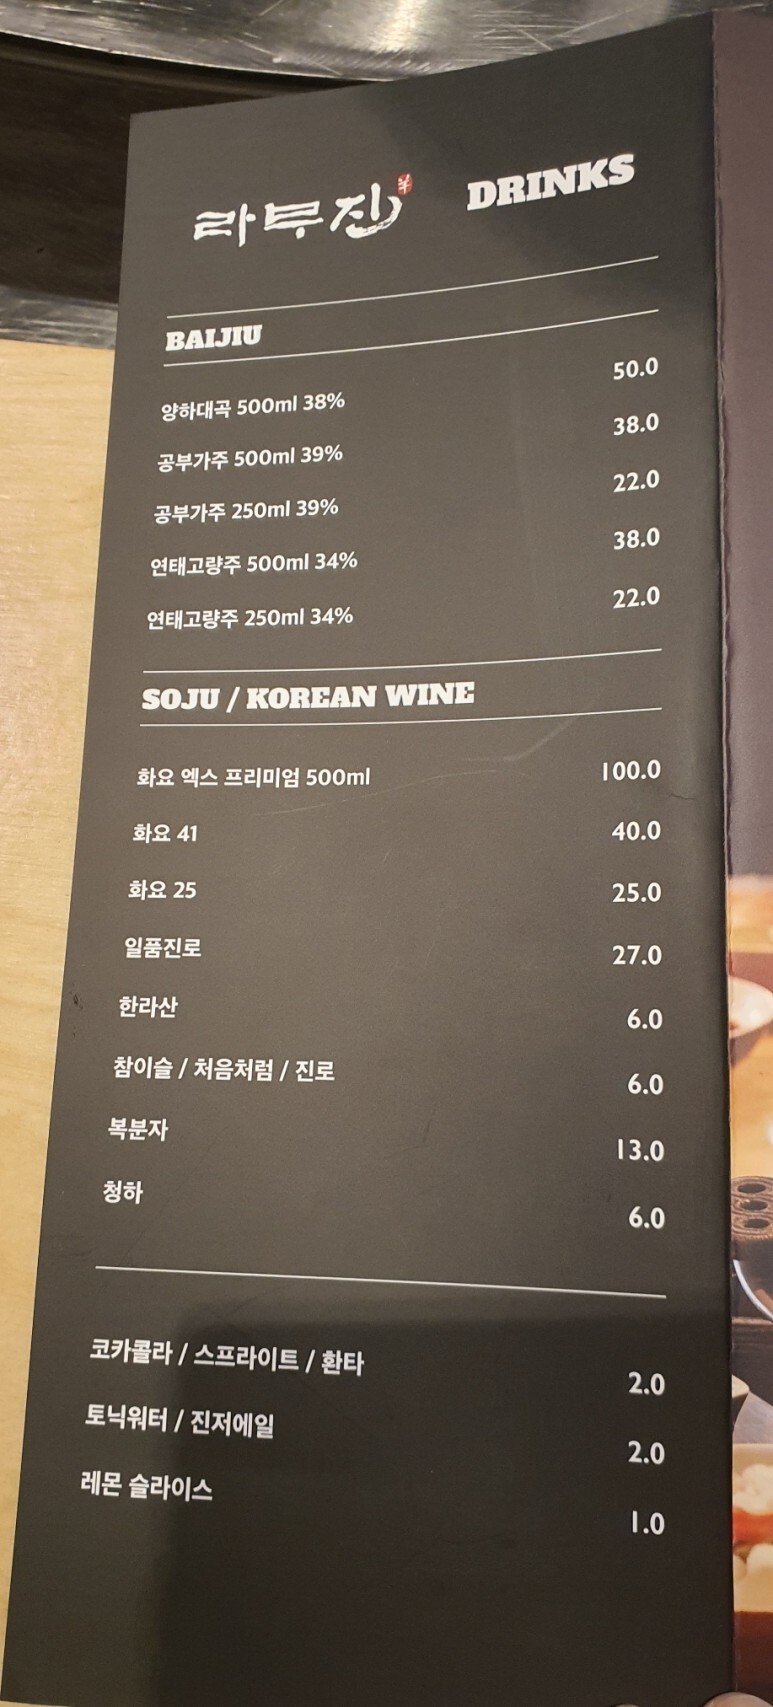 라무진 羊 DRINKS
BAIJIU
양하대곡 500ml 38% 50.0
공부가주 500ml 39% 38.0
공부가주 250ml 39% 22.0
연태고량주 500ml 34% 38.0
연태고량주 250ml 34% 22.0
SOJU / KOREAN WINE
화요 엑스 프리미엄 500ml 100.0
화요 41 40.0
화요 25 25.0
일품진로 27.0
한라산 6.0
참이슬 / 처음처럼 / 진로 6.0
복분자 13.0
청하 6.0
코카콜라 / 스프라이트 / 환타 2.0
토닉워터 / 진저에일 2.0
레몬 슬라이스 1.0